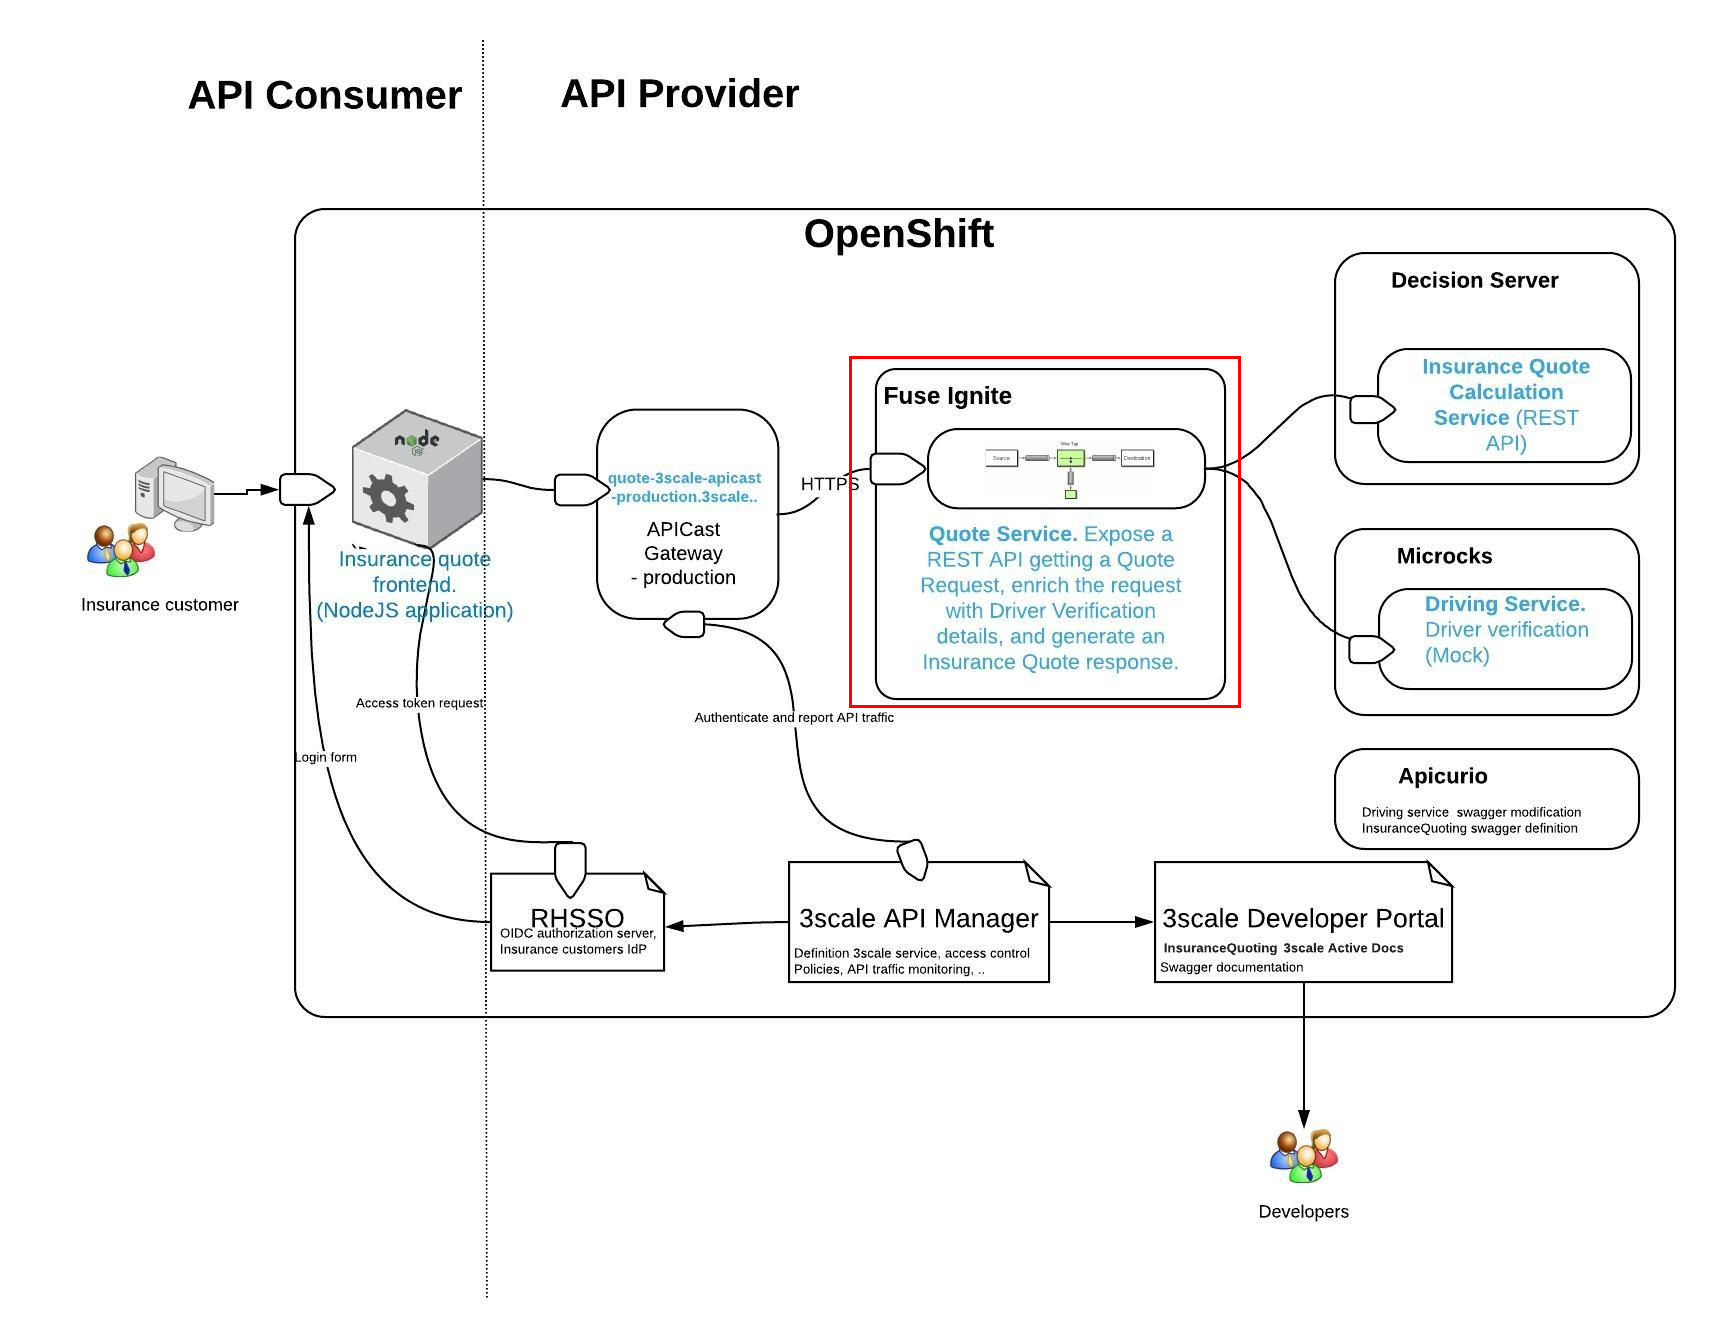 API Consumer
API Provider
OpenShift
Decision Server
Insurance Quote
Calculation
Service (REST
API)
Fuse Ignite
Wire Tap
Source
Destination
Quote Service. Expose a
REST API getting a Quote
Request, enrich the request
with Driver Verification
details, and generate an
Insurance Quote response.
HTTPS
quote-3scale-apicast
-production.3scale..
APICast
Gateway
- production
node
JS
Insurance quote
frontend.
(NodeJS application)
Insurance customer
Microcks
Driving Service.
Driver verification
(Mock)
Access token request
Authenticate and report API traffic
Login form
Apicurio
Driving service swagger modification
InsuranceQuoting swagger definition
RHSSO
OIDC authorization server,
Insurance customers IdP
3scale API Manager
Definition 3scale service, access control
Policies, API traffic monitoring, ..
3scale Developer Portal
InsuranceQuoting 3scale Active Docs
Swagger documentation
Developers